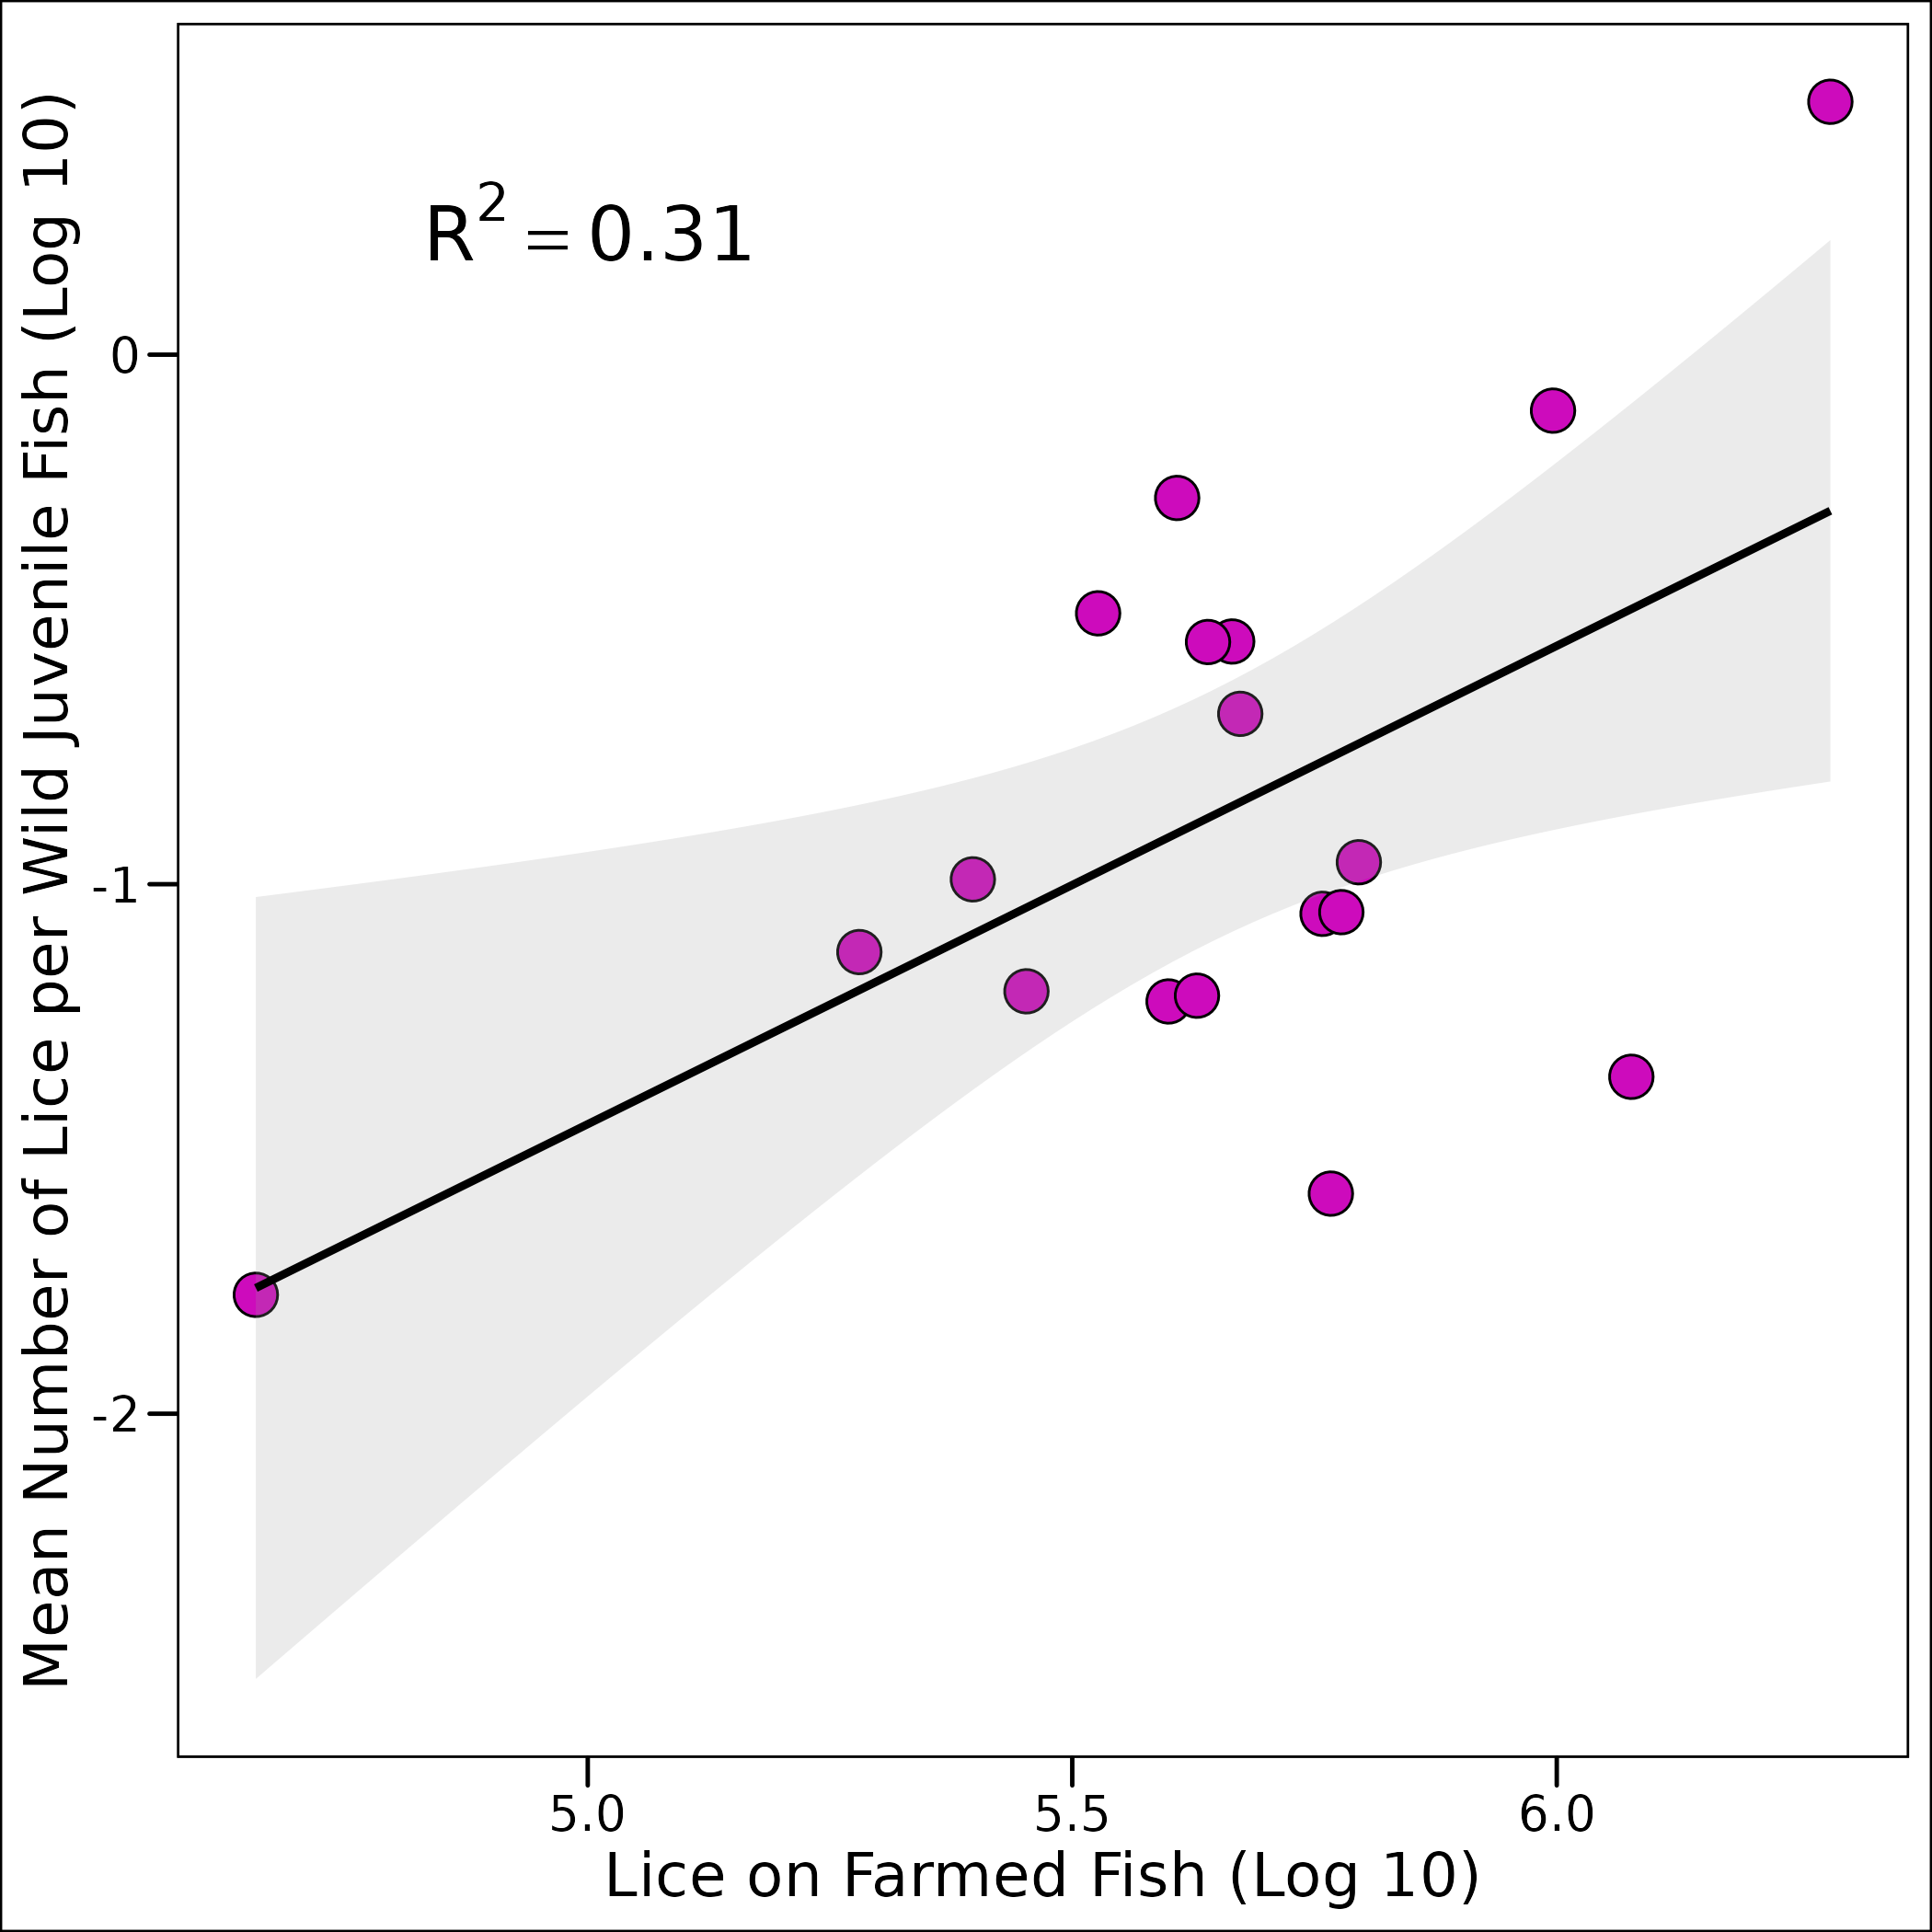 Mean Number of Lice per Wild Juvenile Fish (Log 10)
R² = 0.31
0
-1
-2
5.0 5.5 6.0
Lice on Farmed Fish (Log 10)